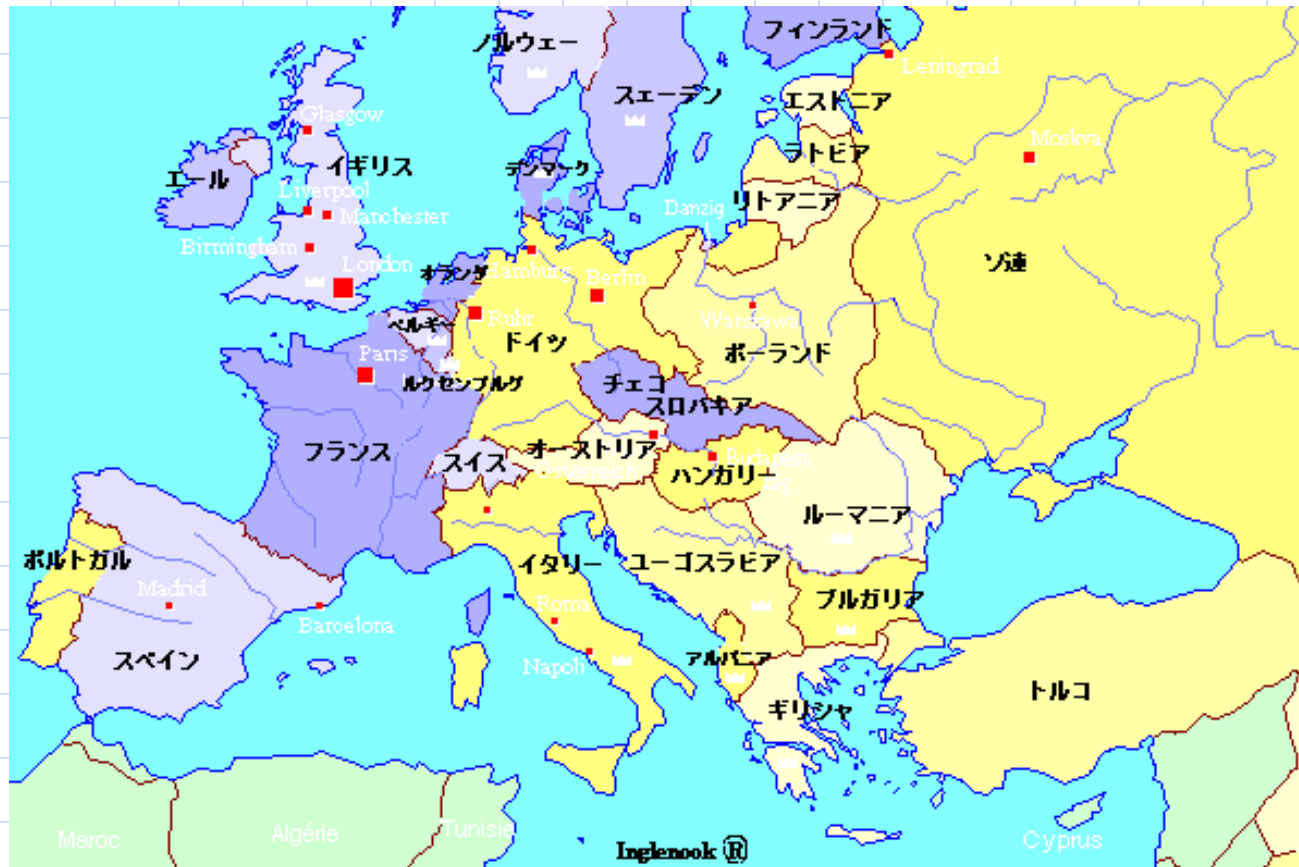 フィンランド
ノルウェー
Leningrad
スェーデン
エストニア
Glasgow
Moskva
ラトビア
イギリス
デンマーク
エール
Liverpool
リトアニア
Manchester
Danzig
Birmingham
London
ソ連
オランダ
Hamburg
Berlin
Ruhr
Warszawa
ベルギー
ドイツ
ポーランド
Paris
ルクセンブルグ
チェコ
スロバキア
フランス
スイス
オーストリア
Österreich
Budapest
ハンガリー
ルーマニア
ポルトガル
イタリー
ユーゴスラビア
Madrid
ブルガリア
Roma
Barcelona
スペイン
アルバニア
Napoli
トルコ
ギリシャ
Maroc
Algérie
Tunisie
Cyprus
Inglenook ®